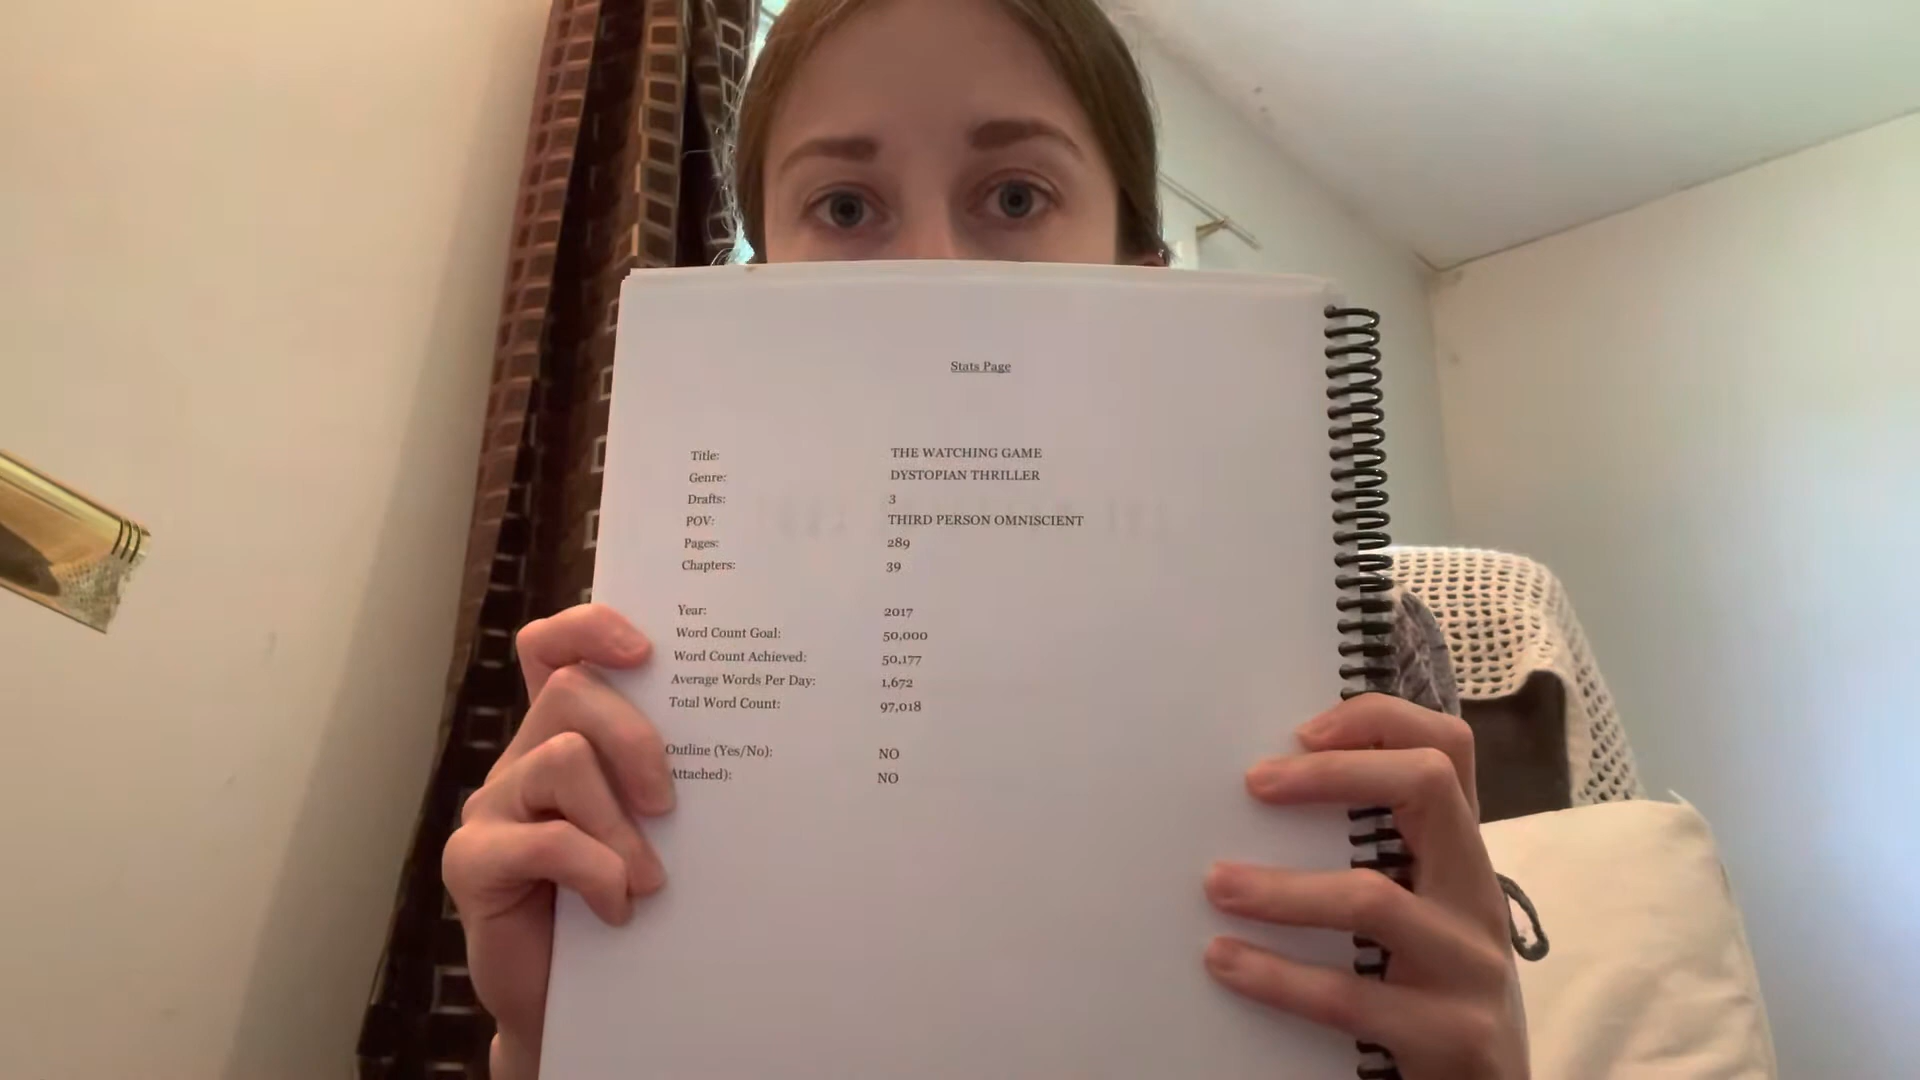 Stats Page
Title: THE WATCHING GAME
Genre: DYSTOPIAN THRILLER
Drafts: 3
POV: THIRD PERSON OMNISCIENT
Pages: 289
Chapters: 39
Year: 2017
Word Count Goal: 50,000
Word Count Achieved: 50,177
Average Words Per Day: 1,672
Total Word Count: 97,018
Outline (Yes/No): NO
Attached): NO